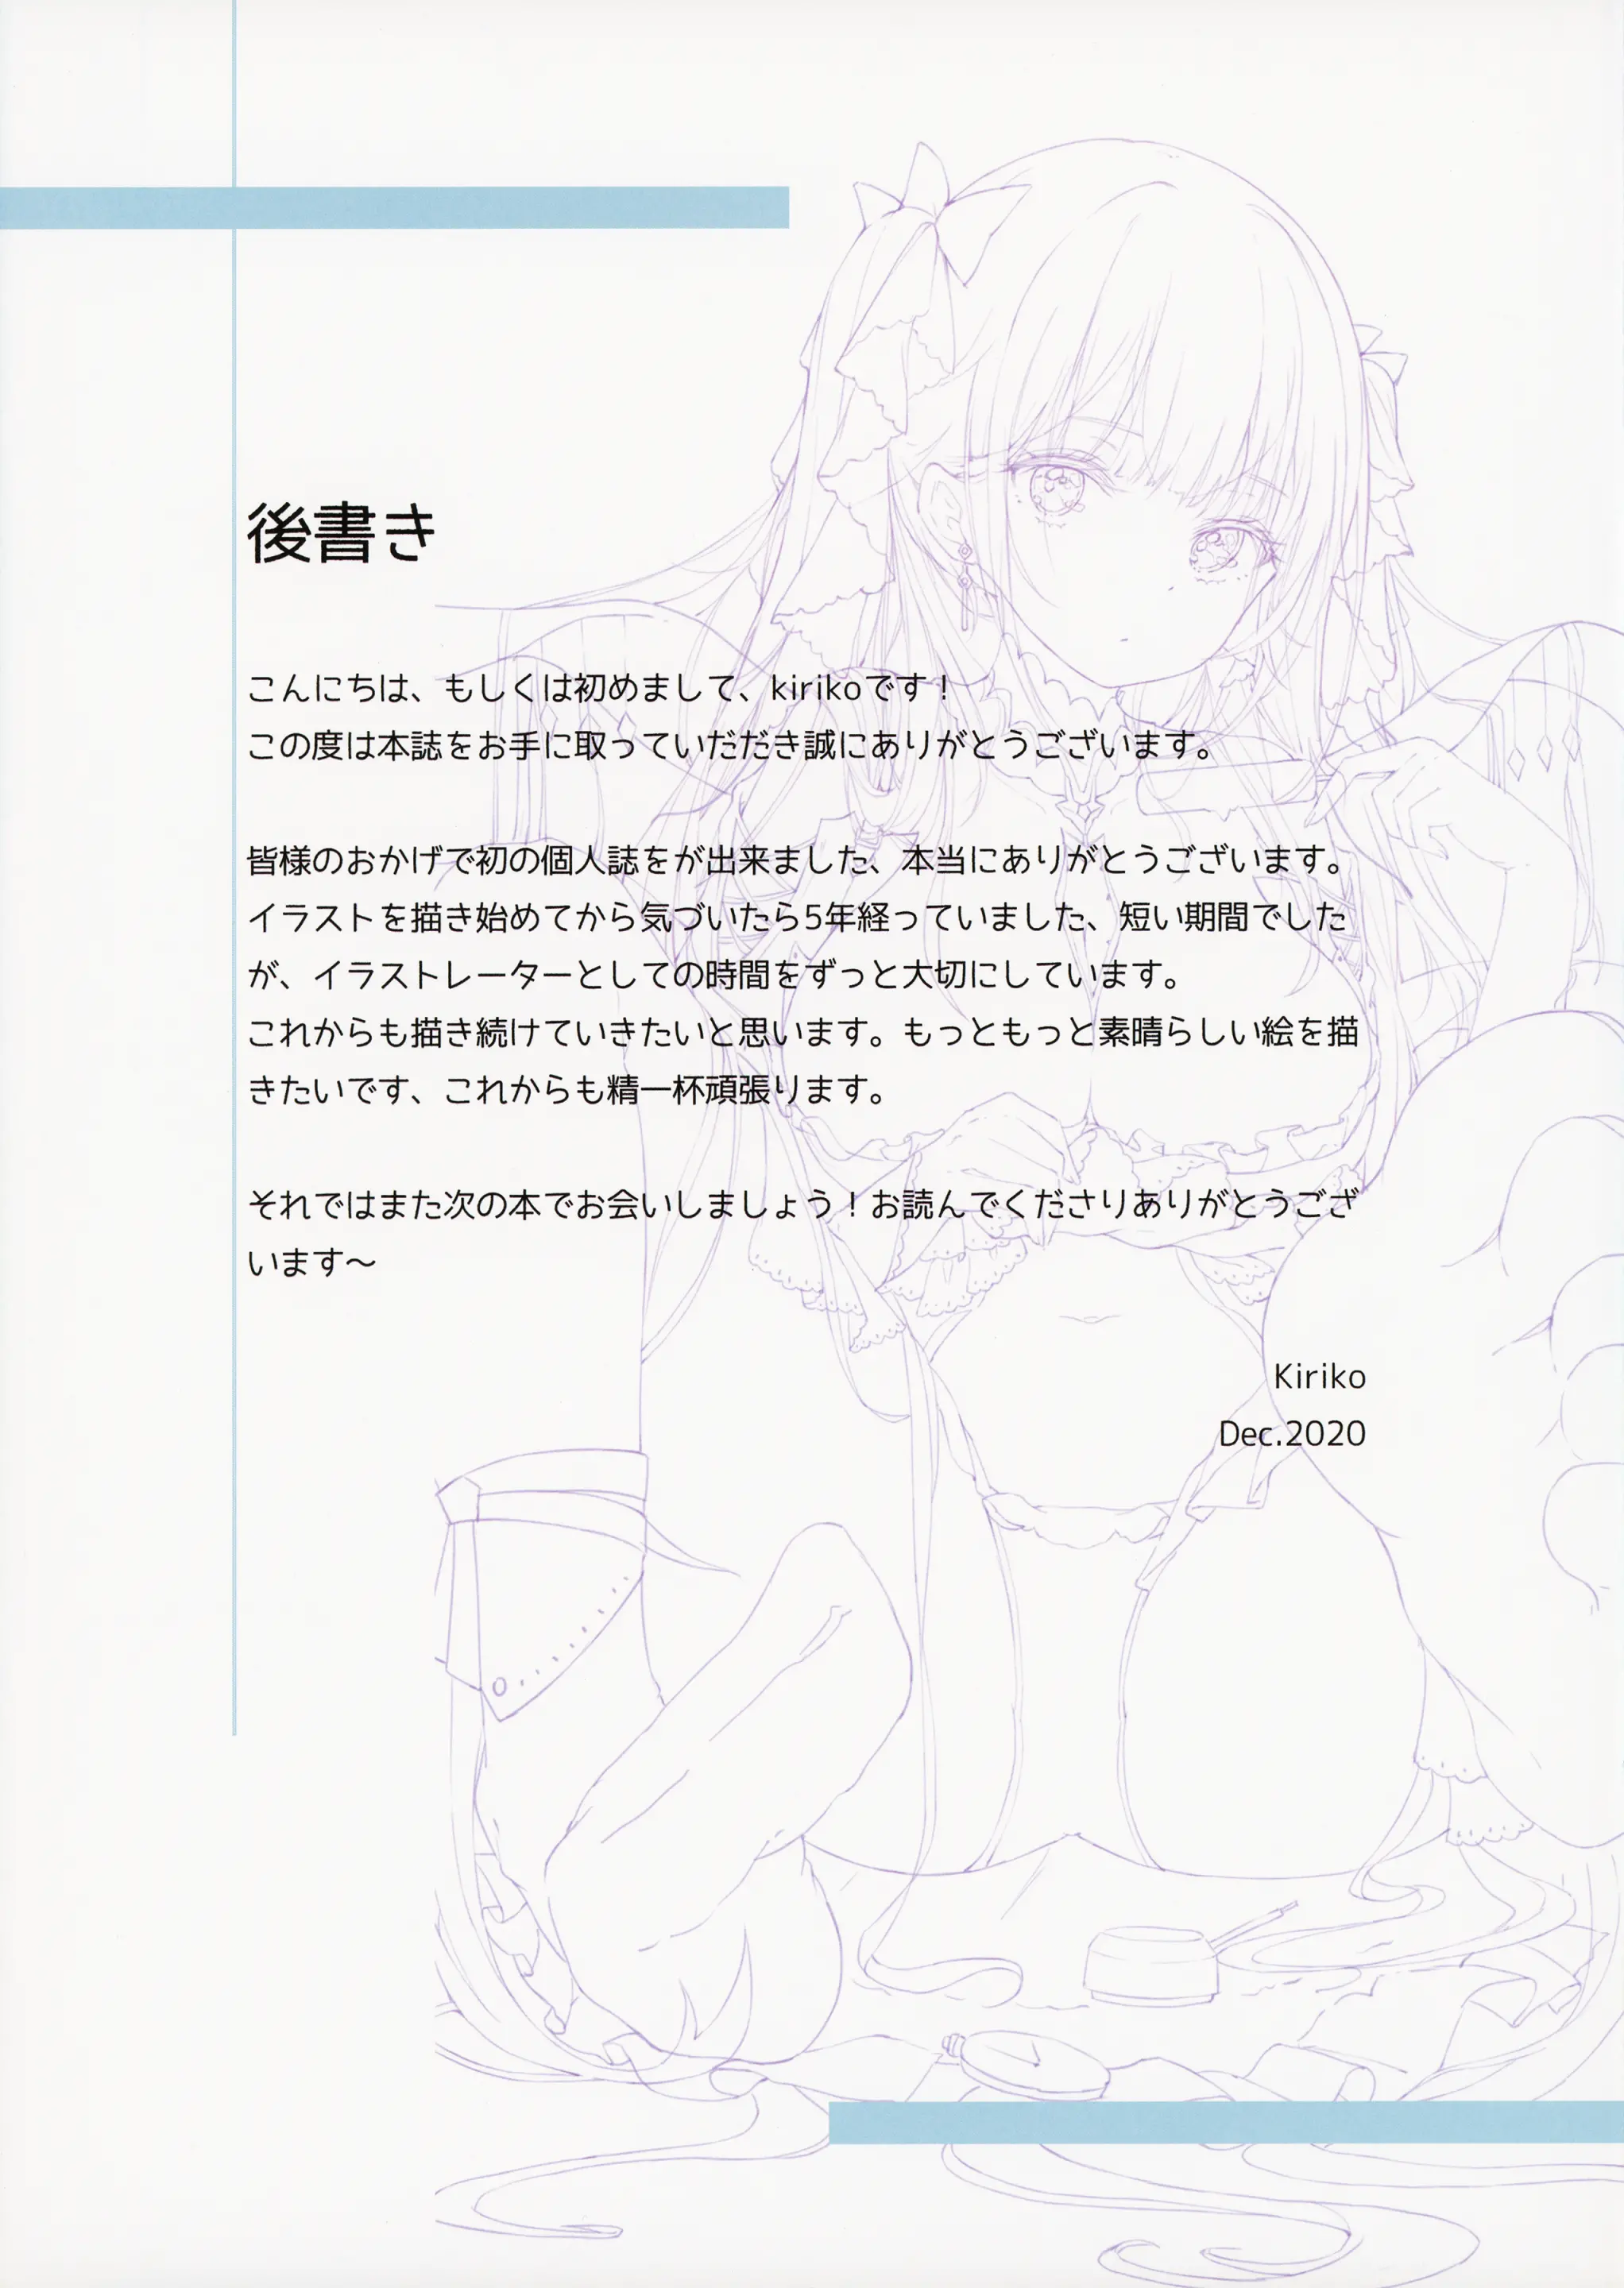 後書き
こんにちは、もしくは初めまして、kirikoです！
この度は本誌をお手に取っていだだき誠にありがとうございます。
皆様のおかげで初の個人誌をが出来ました、本当にありがとうございます。
イラストを描き始めてから気づいたら5年経っていました、短い期間でした
が、イラストレーターとしての時間をずっと大切にしています。
これからも描き続けていきたいと思います。もっともっと素晴らしい絵を描
きたいです、これからも精一杯頑張ります。
それではまた次の本でお会いしましょう！お読んでくださりありがとうござ
います～
Kiriko
Dec.2020